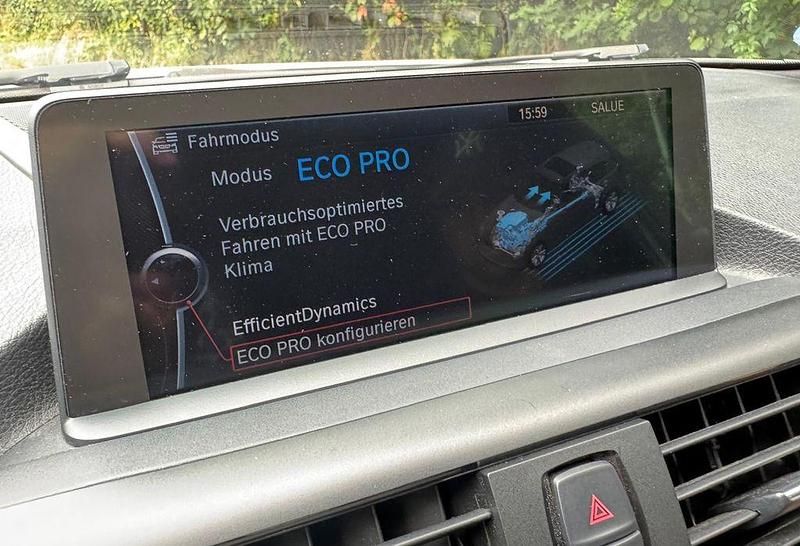 15:59 SALUE
Fahrmodus
Modus ECO PRO
Verbrauchsoptimiertes
Fahren mit ECO PRO
Klima
EfficientDynamics
ECO PRO konfigurieren